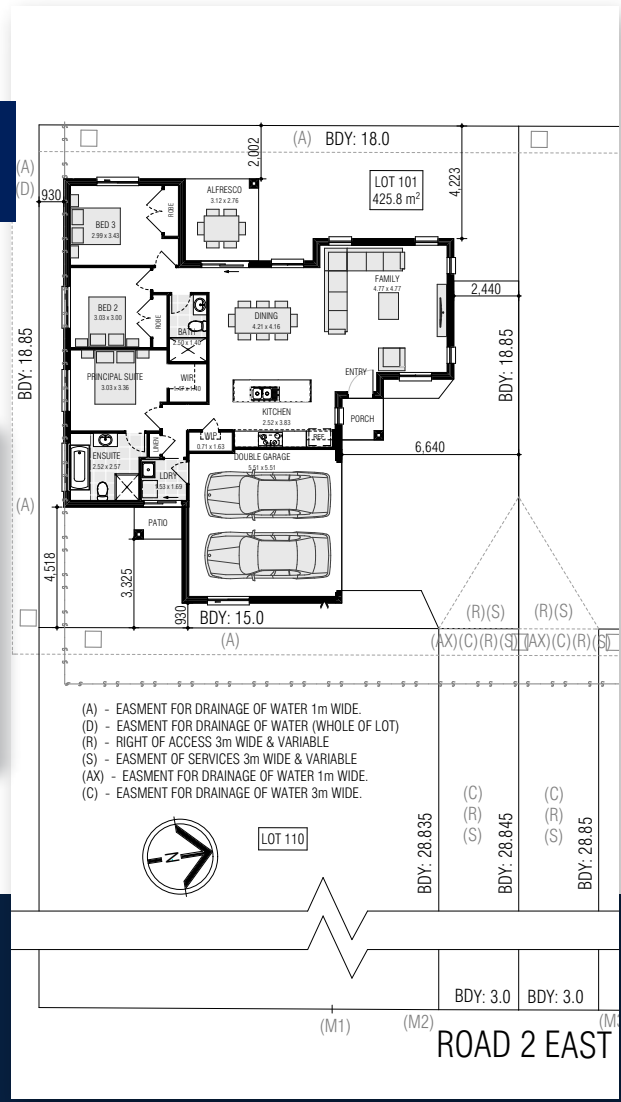 (A) BDY: 18.0
(A)
(D)
930
2,002
4,223
LOT 101
425.8 m²
ALFRESCO
3.12 x 2.76
BED 3
2.99 x 3.43
ROBE
FAMILY
4.77 x 4.77
2,440
BED 2
3.03 x 3.00
ROBE
BATH
2.50 x 1.40
DINING
4.21 x 4.16
BDY: 18.85
BDY: 18.85
PRINCIPAL SUITE
3.03 x 3.36
WIR
ENTRY
KITCHEN
2.52 x 3.83
PORCH
LINEN
W.I.P
0.71 x 1.63
REF.
6,640
ENSUITE
2.52 x 2.57
DOUBLE GARAGE
5.51 x 5.51
LDRY
1.53 x 1.69
(A)
PATIO
4,518
3,325
930
BDY: 15.0
(R)(S)
(R)(S)
(A)
(AX)(C)(R)(S)
(AX)(C)(R)(S)
(A) - EASMENT FOR DRAINAGE OF WATER 1m WIDE.
(D) - EASMENT FOR DRAINAGE OF WATER (WHOLE OF LOT)
(R) - RIGHT OF ACCESS 3m WIDE & VARIABLE
(S) - EASMENT OF SERVICES 3m WIDE & VARIABLE
(AX) - EASMENT FOR DRAINAGE OF WATER 1m WIDE.
(C) - EASMENT FOR DRAINAGE OF WATER 3m WIDE.
N
LOT 110
BDY: 28.835
(C)
(R)
(S)
BDY: 28.845
(C)
(R)
(S)
BDY: 28.85
BDY: 3.0
BDY: 3.0
(M1)
(M2)
ROAD 2 EAST